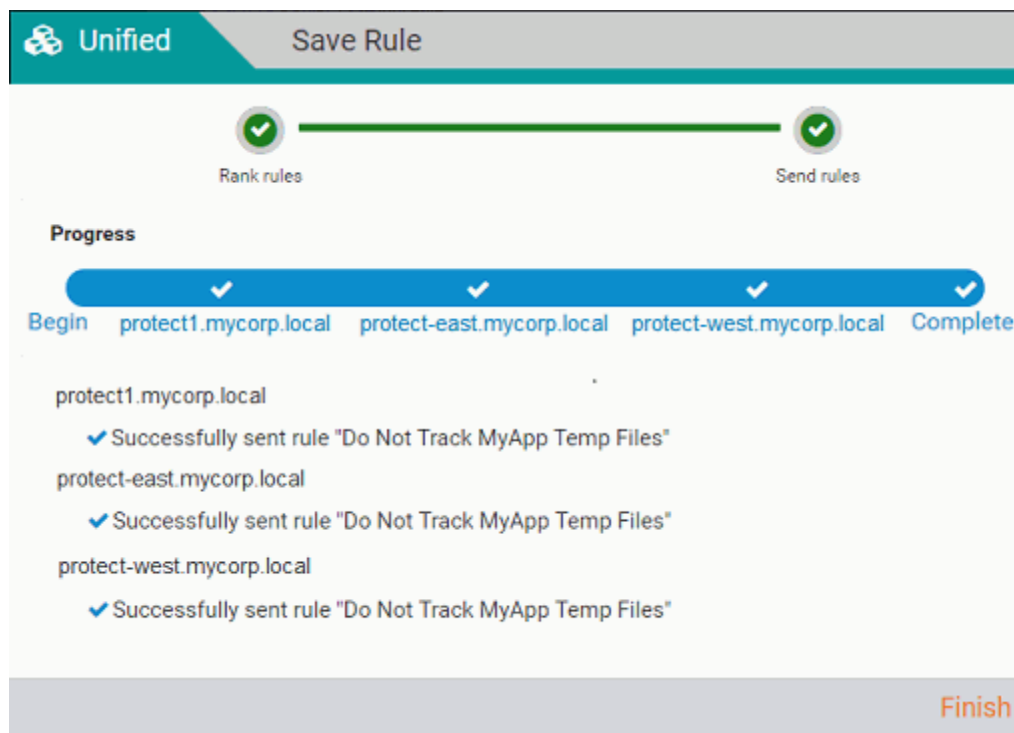 Unified Save Rule
Rank rules Send rules
Progress
Begin protect1.mycorp.local protect-east.mycorp.local protect-west.mycorp.local Complete
protect1.mycorp.local
Successfully sent rule "Do Not Track MyApp Temp Files"
protect-east.mycorp.local
Successfully sent rule "Do Not Track MyApp Temp Files"
protect-west.mycorp.local
Successfully sent rule "Do Not Track MyApp Temp Files"
Finish